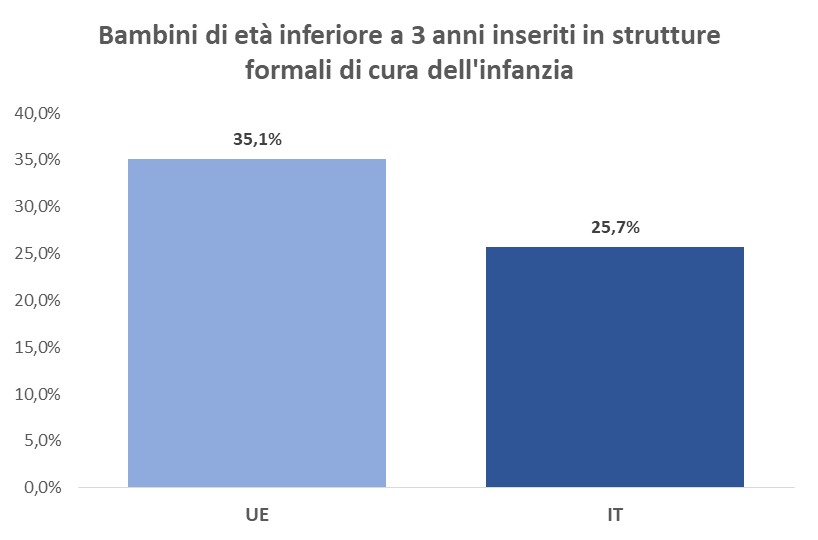 Bambini di età inferiore a 3 anni inseriti in strutture
formali di cura dell'infanzia
40,0%
35,0%
30,0%
25,0%
20,0%
15,0%
10,0%
5,0%
0,0%
35,1%
25,7%
UE
IT